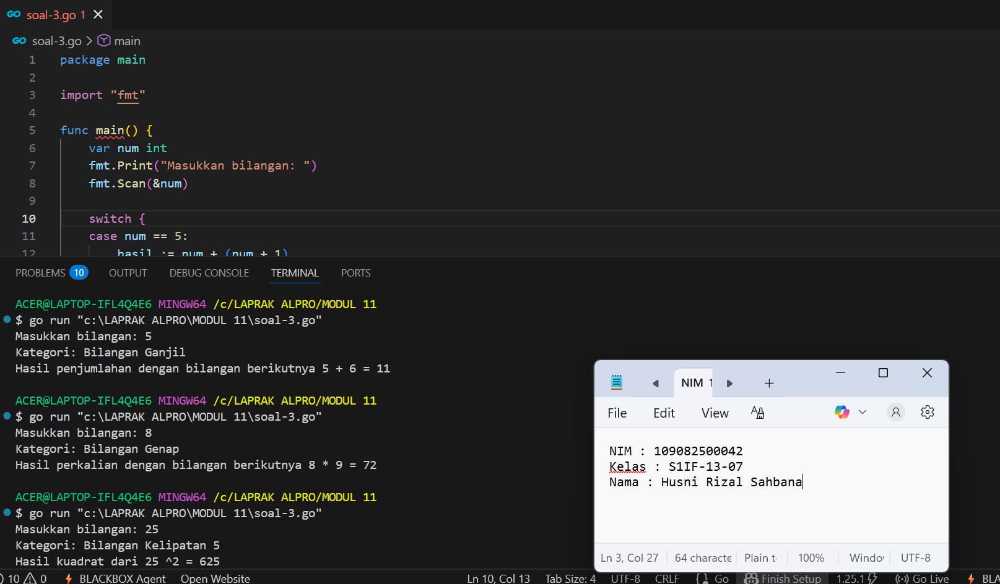 GO soal-3.go 1
GO soal-3.go > main
1 package main
2
3 import "fmt"
4
5 func main() {
6 var num int
7 fmt.Print("Masukkan bilangan: ")
8 fmt.Scan(&num)
9
10 switch {
11 case num == 5:
12 hasil := num + (num + 1)
PROBLEMS 10 OUTPUT DEBUG CONSOLE TERMINAL PORTS
ACER@LAPTOP-IFL4Q4E6 MINGW64 /c/LAPRAK ALPRO/MODUL 11
$ go run "c:\LAPRAK ALPRO\MODUL 11\soal-3.go"
Masukkan bilangan: 5
Kategori: Bilangan Ganjil
Hasil penjumlahan dengan bilangan berikutnya 5 + 6 = 11
ACER@LAPTOP-IFL4Q4E6 MINGW64 /c/LAPRAK ALPRO/MODUL 11
$ go run "c:\LAPRAK ALPRO\MODUL 11\soal-3.go"
Masukkan bilangan: 8
Kategori: Bilangan Genap
Hasil perkalian dengan bilangan berikutnya 8 * 9 = 72
ACER@LAPTOP-IFL4Q4E6 MINGW64 /c/LAPRAK ALPRO/MODUL 11
$ go run "c:\LAPRAK ALPRO\MODUL 11\soal-3.go"
Masukkan bilangan: 25
Kategori: Bilangan Kelipatan 5
Hasil kuadrat dari 25 ^2 = 625
NIM 1
File Edit View
NIM : 109082500042
Kelas : S1IF-13-07
Nama : Husni Rizal Sahbana
Ln 3, Col 27 64 characte Plain t 100% Window UTF-8
10 0 BLACKBOX Agent Open Website Ln 10, Col 13 Tab Size: 4 UTF-8 CRLF { } Go Finish Setup 1.25.1 Go Live BLA